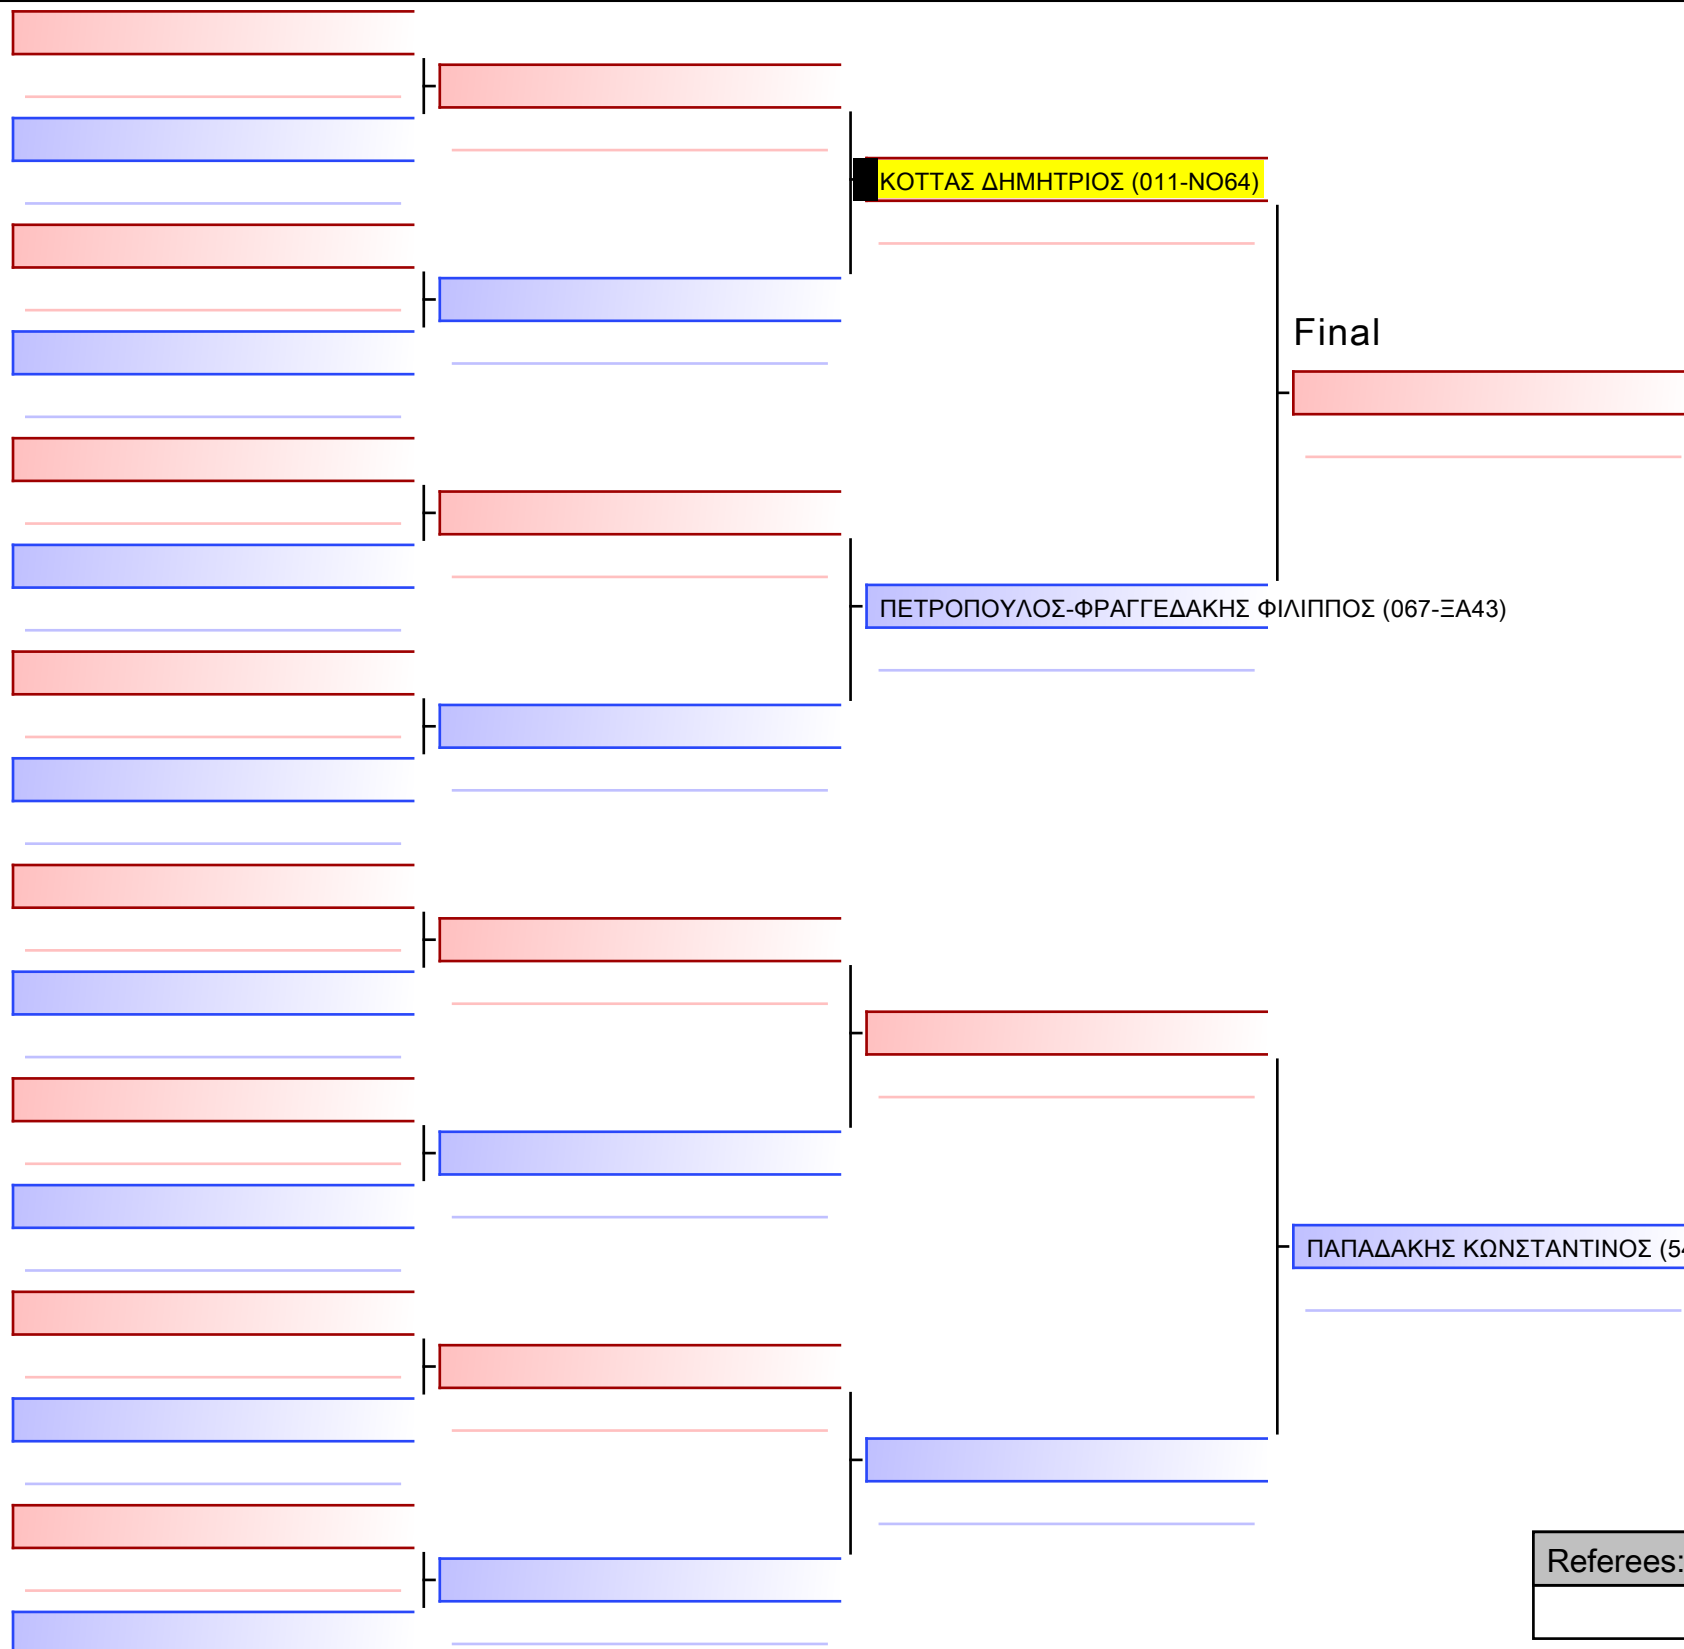 ΚΟΤΤΑΣ ΔΗΜΗΤΡΙΟΣ (011-ΝΟ64)
Final
ΠΕΤΡΟΠΟΥΛΟΣ-ΦΡΑΓΓΕΔΑΚΗΣ ΦΙΛΙΠΠΟΣ (067-ΞΑ43)
ΠΑΠΑΔΑΚΗΣ ΚΩΝΣΤΑΝΤΙΝΟΣ
Referees: